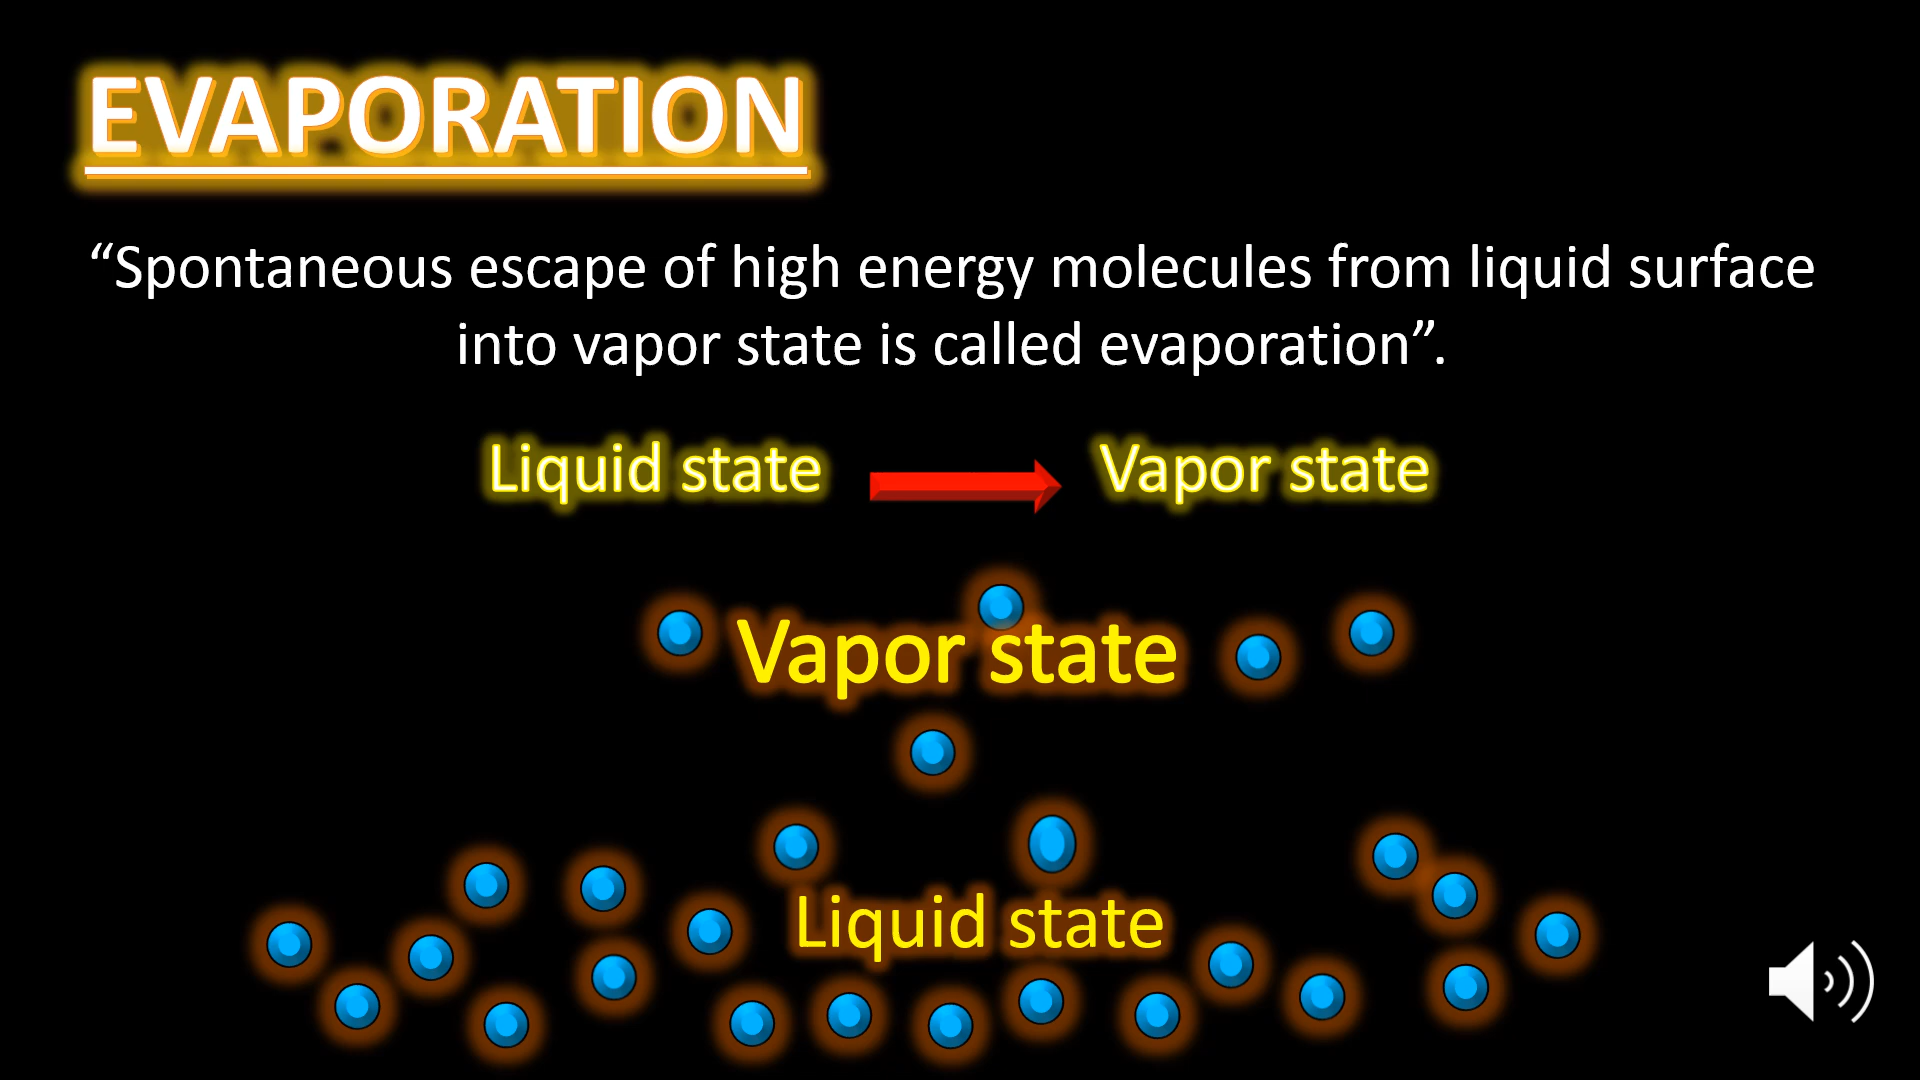 EVAPORATION
“Spontaneous escape of high energy molecules from liquid surface
into vapor state is called evaporation”.
Liquid state
Vapor state
Vapor state
Liquid state